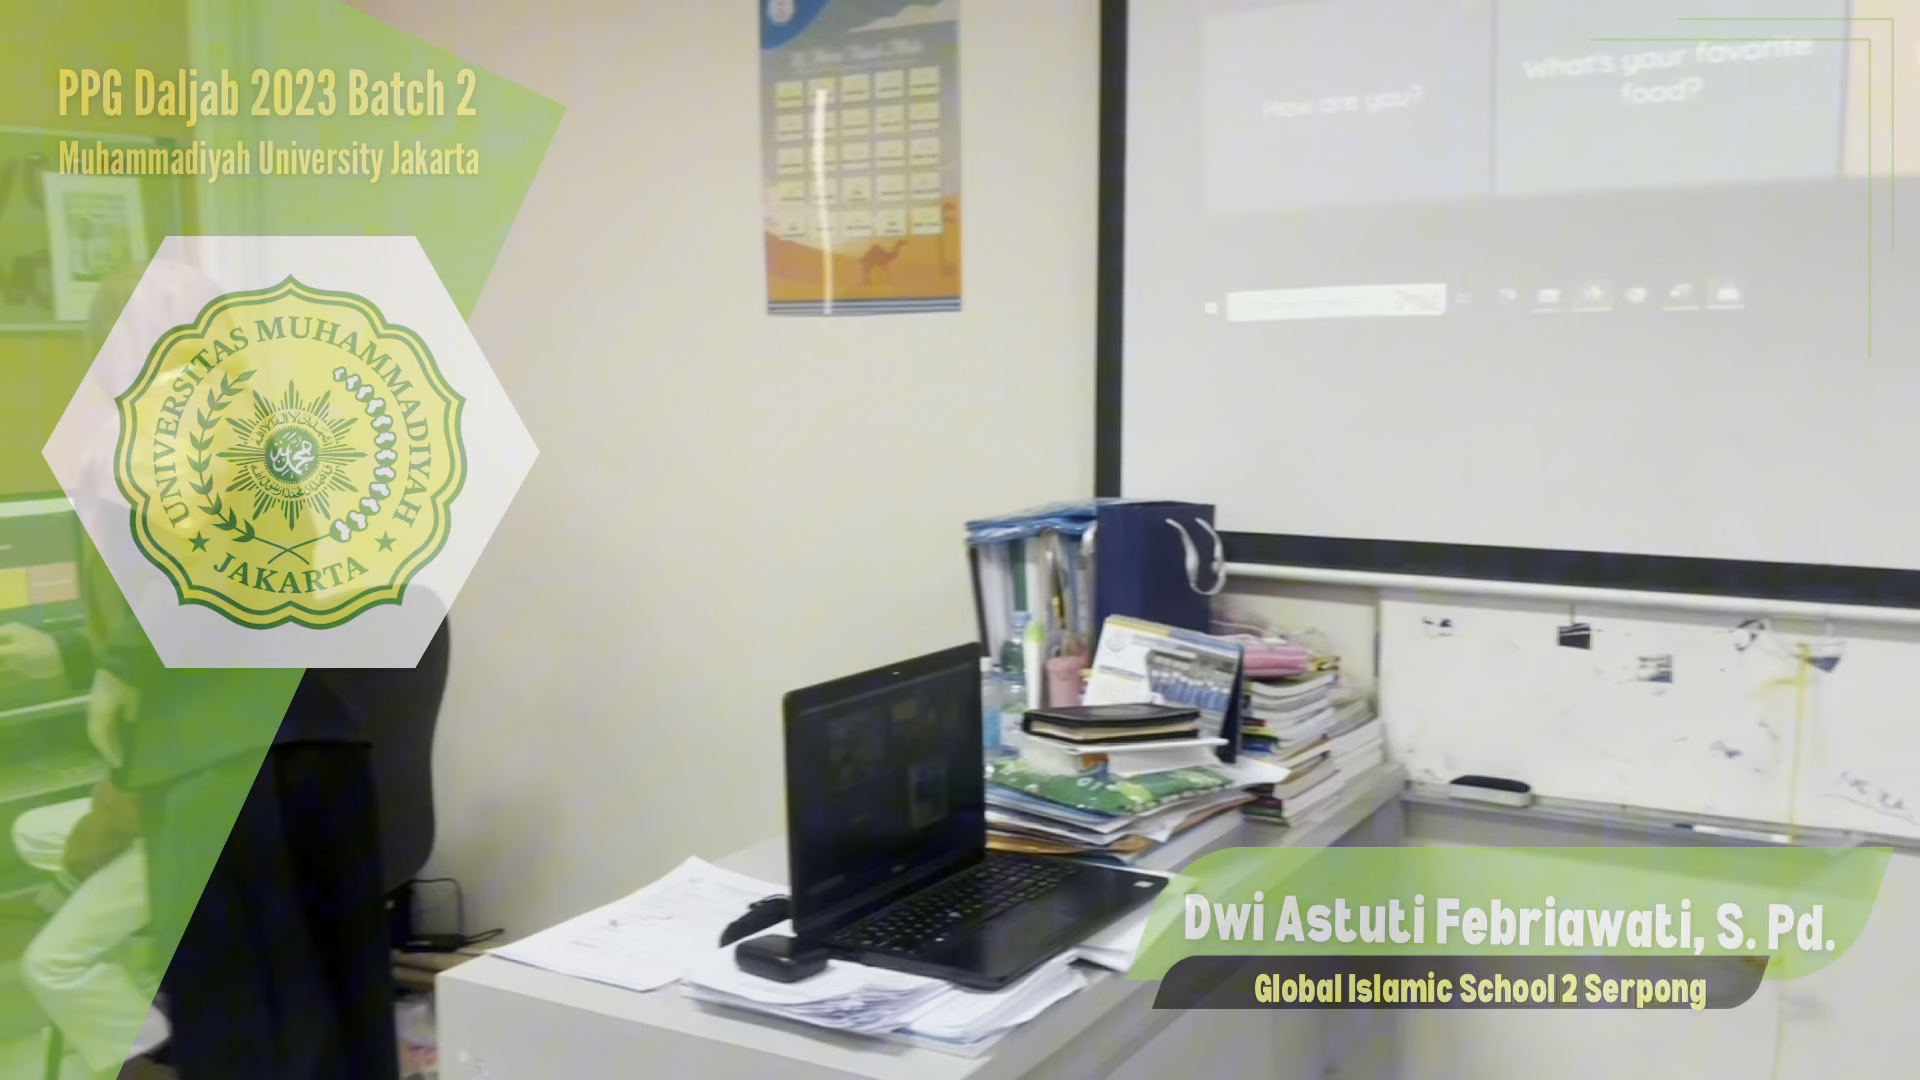 PPG Daljab 2023 Batch 2
Muhammadiyah University Jakarta
UNIVERSITAS MUHAMMADIYAH
JAKARTA
How are you?
What's your favorite
food?
Dwi Astuti Febriawati, S. Pd.
Global Islamic School 2 Serpong